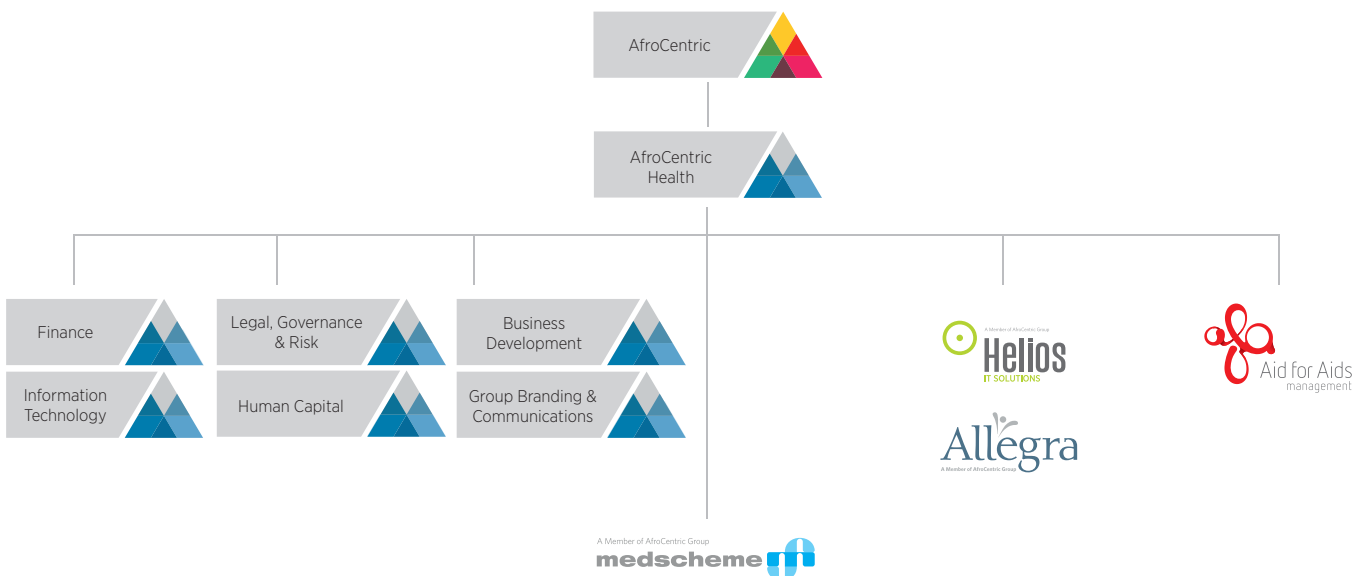 AfroCentric
AfroCentric
Health
Finance
Legal, Governance
& Risk
Business
Development
Information
Technology
Human Capital
Group Branding &
Communications
A Member of AfroCentric Group
Helios
IT SOLUTIONS
Allegra
A Member of AfroCentric Group
afa
Aid for Aids
management
A Member of AfroCentric Group
medscheme